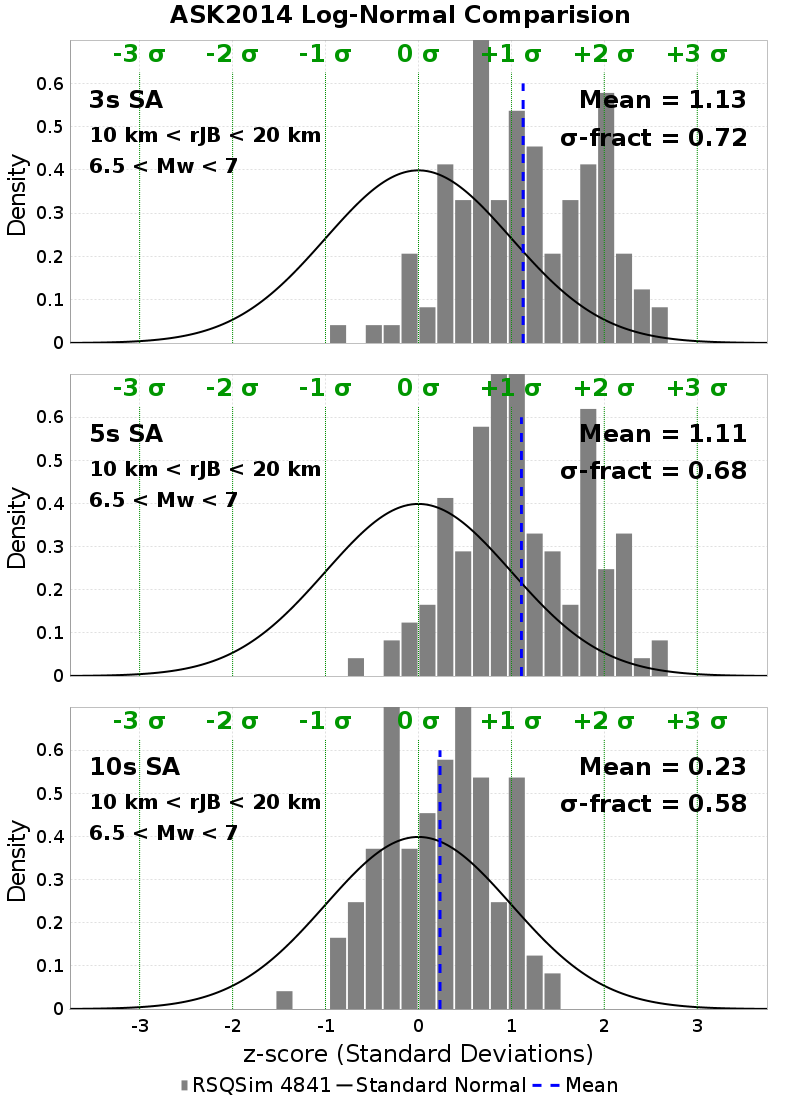 ASK2014 Log-Normal Comparision
-3 σ -2 σ -1 σ 0 σ +1 σ +2 σ +3 σ
3s SA
10 km < rJB < 20 km
6.5 < Mw < 7
Mean = 1.13
σ-fract = 0.72
Density
0.6
0.5
0.4
0.3
0.2
0.1
0
-3 σ -2 σ -1 σ 0 σ +1 σ +2 σ +3 σ
5s SA
10 km < rJB < 20 km
6.5 < Mw < 7
Mean = 1.11
σ-fract = 0.68
Density
0.6
0.5
0.4
0.3
0.2
0.1
0
-3 σ -2 σ -1 σ 0 σ +1 σ +2 σ +3 σ
10s SA
10 km < rJB < 20 km
6.5 < Mw < 7
Mean = 0.23
σ-fract = 0.58
Density
0.6
0.5
0.4
0.3
0.2
0.1
0
-3 -2 -1 0 1 2 3
z-score (Standard Deviations)
RSQSim 4841 Standard Normal Mean